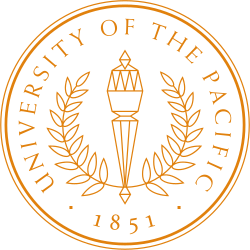 UNIVERSITY OF THE PACIFIC
· 1851 ·